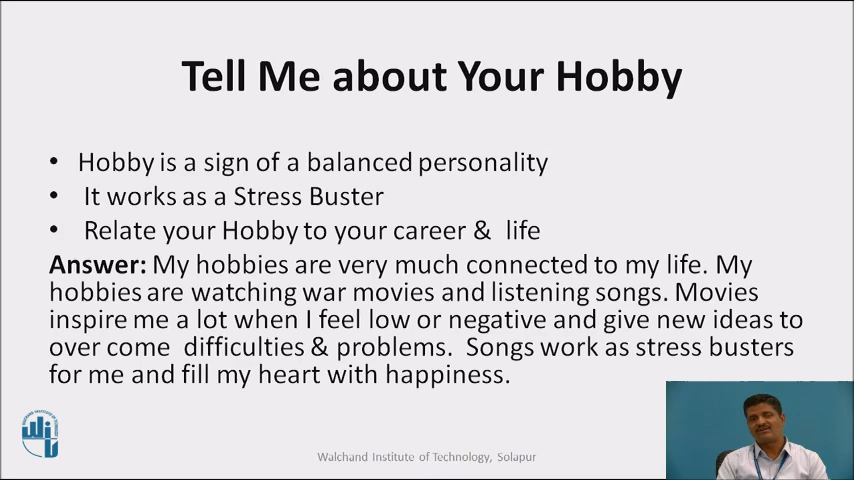 Tell Me about Your Hobby
• Hobby is a sign of a balanced personality
• It works as a Stress Buster
• Relate your Hobby to your career & life
Answer: My hobbies are very much connected to my life. My
hobbies are watching war movies and listening songs. Movies
inspire me a lot when I feel low or negative and give new ideas to
over come difficulties & problems. Songs work as stress busters
for me and fill my heart with happiness.
Walchand Institute of Technology, Solapur